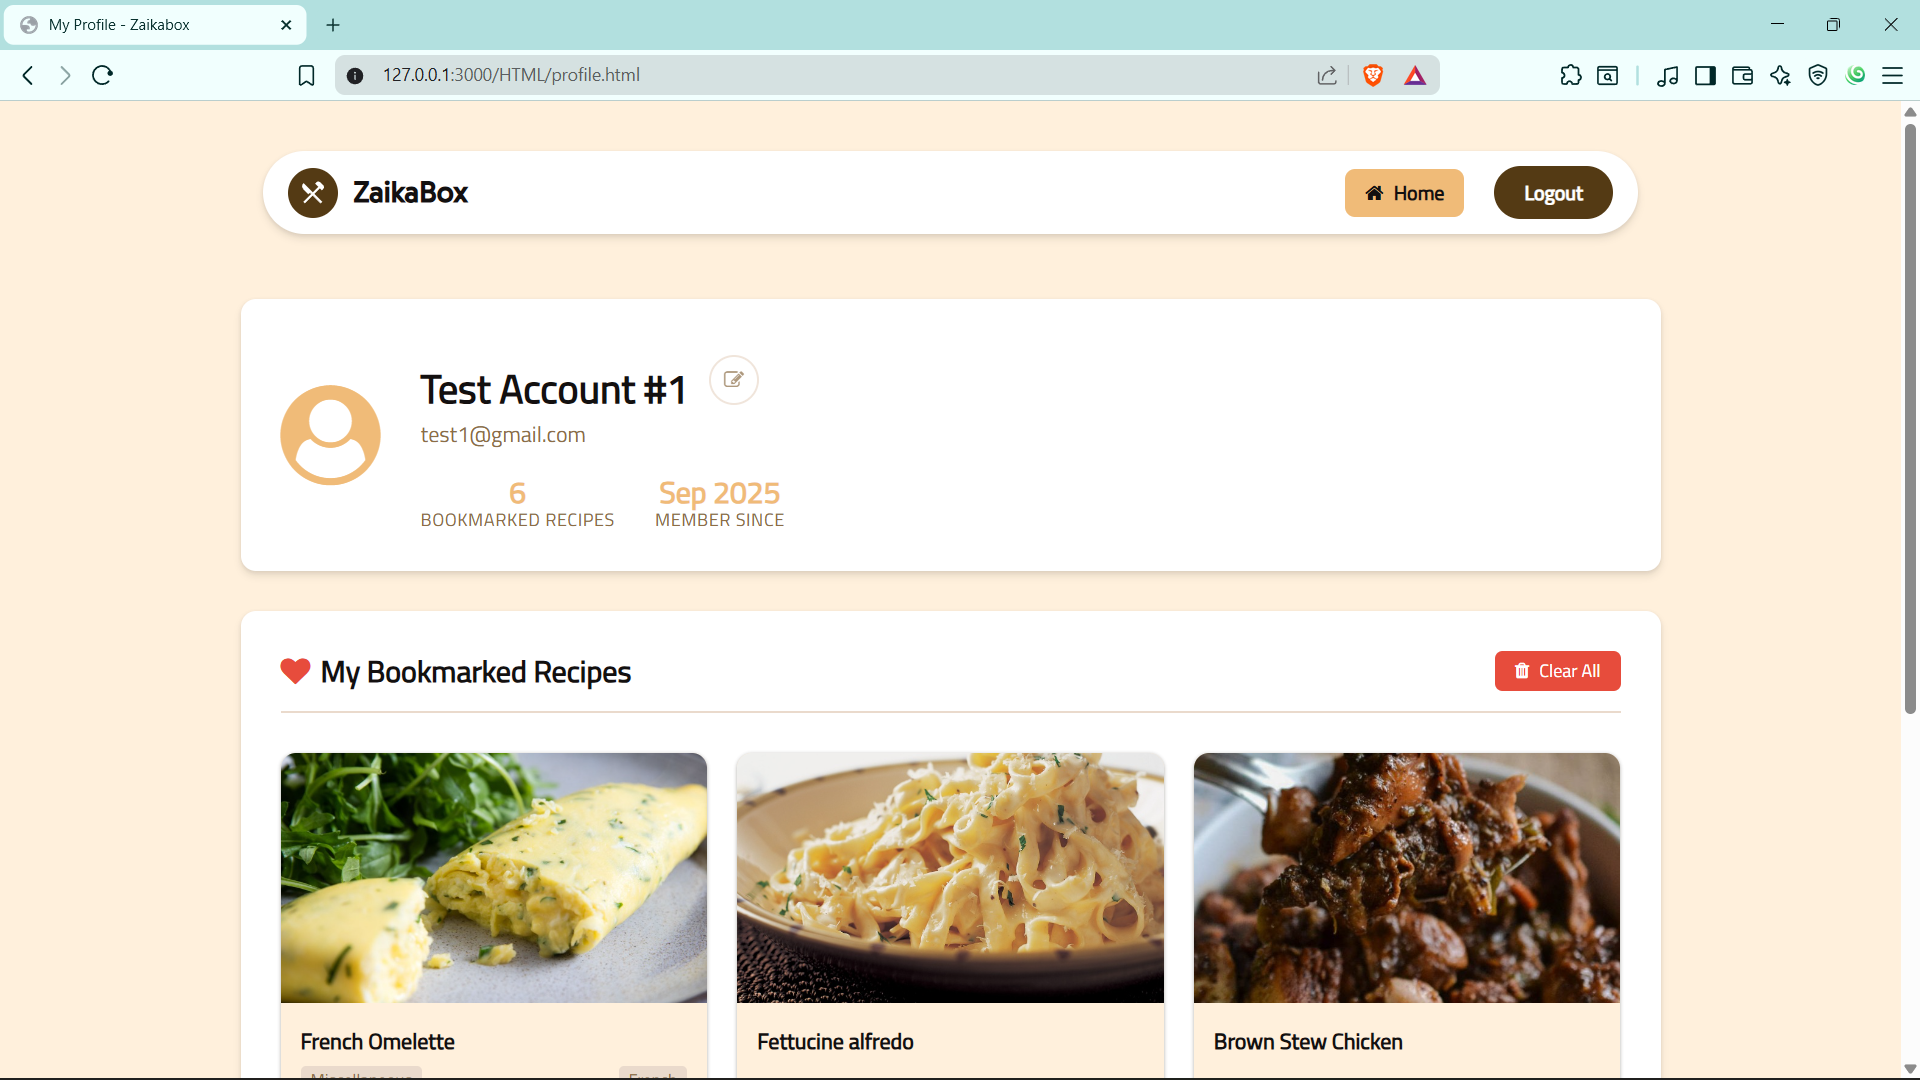 My Profile - Zaikabox
127.0.0.1:3000/HTML/profile.html
ZaikaBox
Home
Logout
Test Account #1
test1@gmail.com
6
BOOKMARKED RECIPES
Sep 2025
MEMBER SINCE
My Bookmarked Recipes
Clear All
French Omelette
Fettucine alfredo
Brown Stew Chicken
Miscellaneous
French